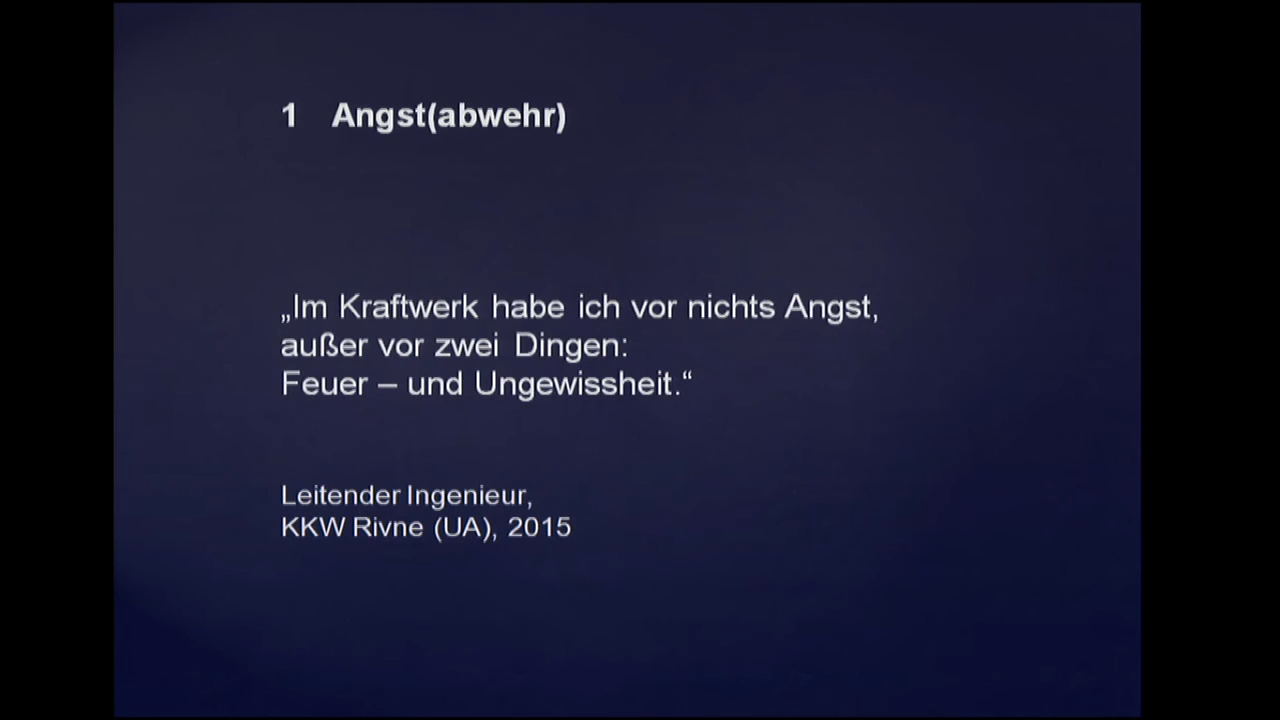 1 Angst(abwehr)
„Im Kraftwerk habe ich vor nichts Angst,
außer vor zwei Dingen:
Feuer – und Ungewissheit.“
Leitender Ingenieur,
KKW Rivne (UA), 2015